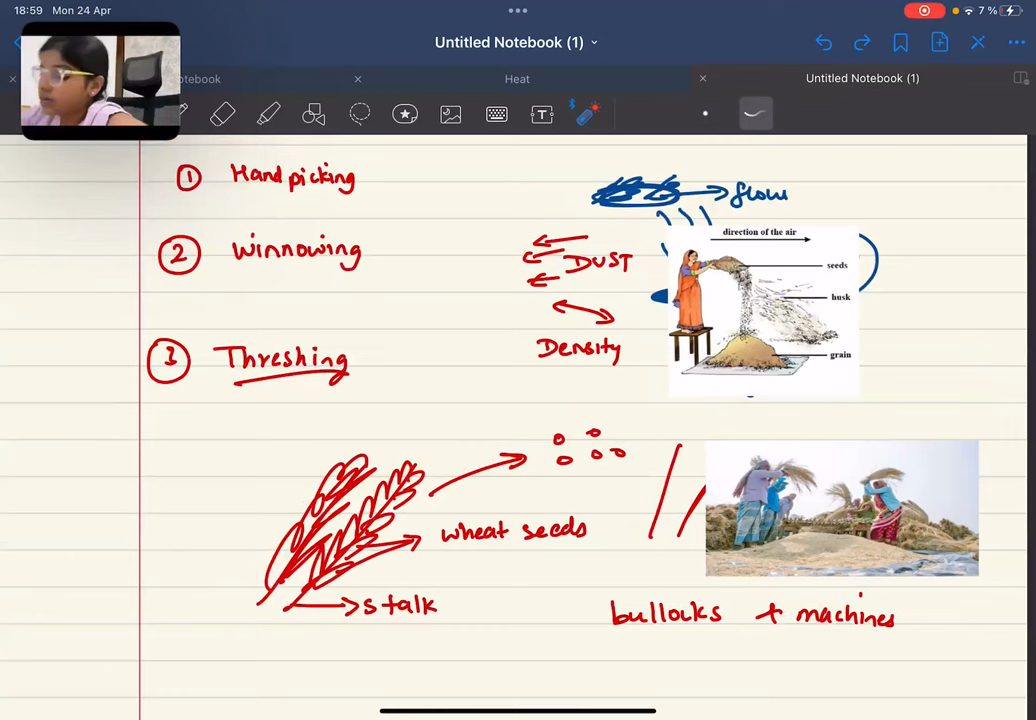 18:59 Mon 24 Apr
7 %
Untitled Notebook (1)
otebook
Heat
Untitled Notebook (1)
① Hand picking
② Winnowing
③ Threshing
DUST
Density
direction of the air
seeds
husk
grain
wheat seeds
stalk
bullocks + machines